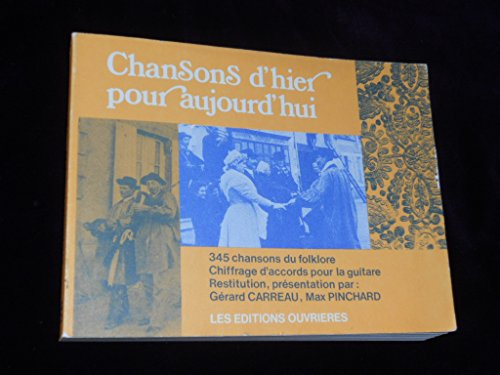 Chansons d'hier
pour aujourd'hui
345 chansons du folklore
Chiffrage d'accords pour la guitare
Restitution, présentation par :
Gérard CARREAU, Max PINCHARD
LES EDITIONS OUVRIERES